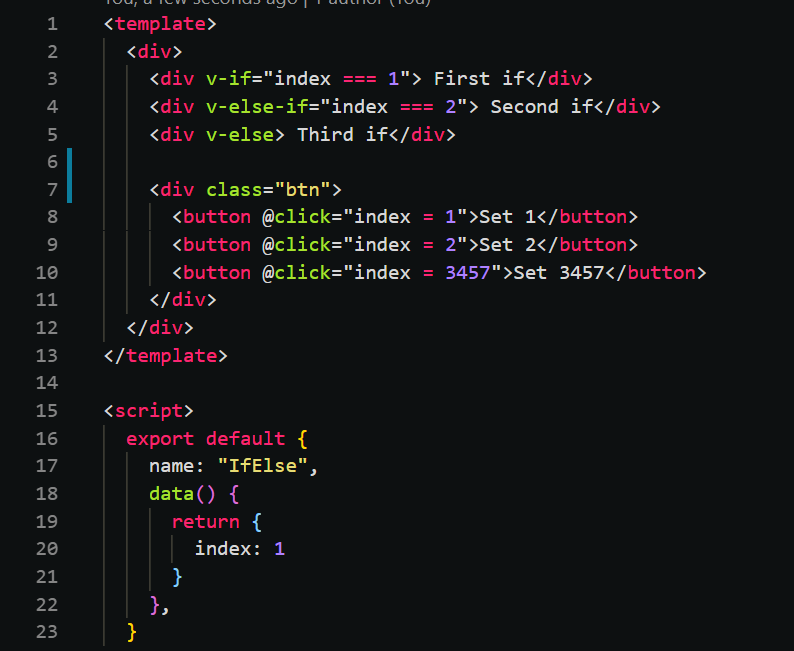 You, a few seconds ago | 1 author (You)
1 <template>
2   <div>
3     <div v-if="index === 1"> First if</div>
4     <div v-else-if="index === 2"> Second if</div>
5     <div v-else> Third if</div>
6
7     <div class="btn">
8       <button @click="index = 1">Set 1</button>
9       <button @click="index = 2">Set 2</button>
10       <button @click="index = 3457">Set 3457</button>
11     </div>
12   </div>
13 </template>
14
15 <script>
16   export default {
17     name: "IfElse",
18     data() {
19       return {
20         index: 1
21       }
22     },
23   }